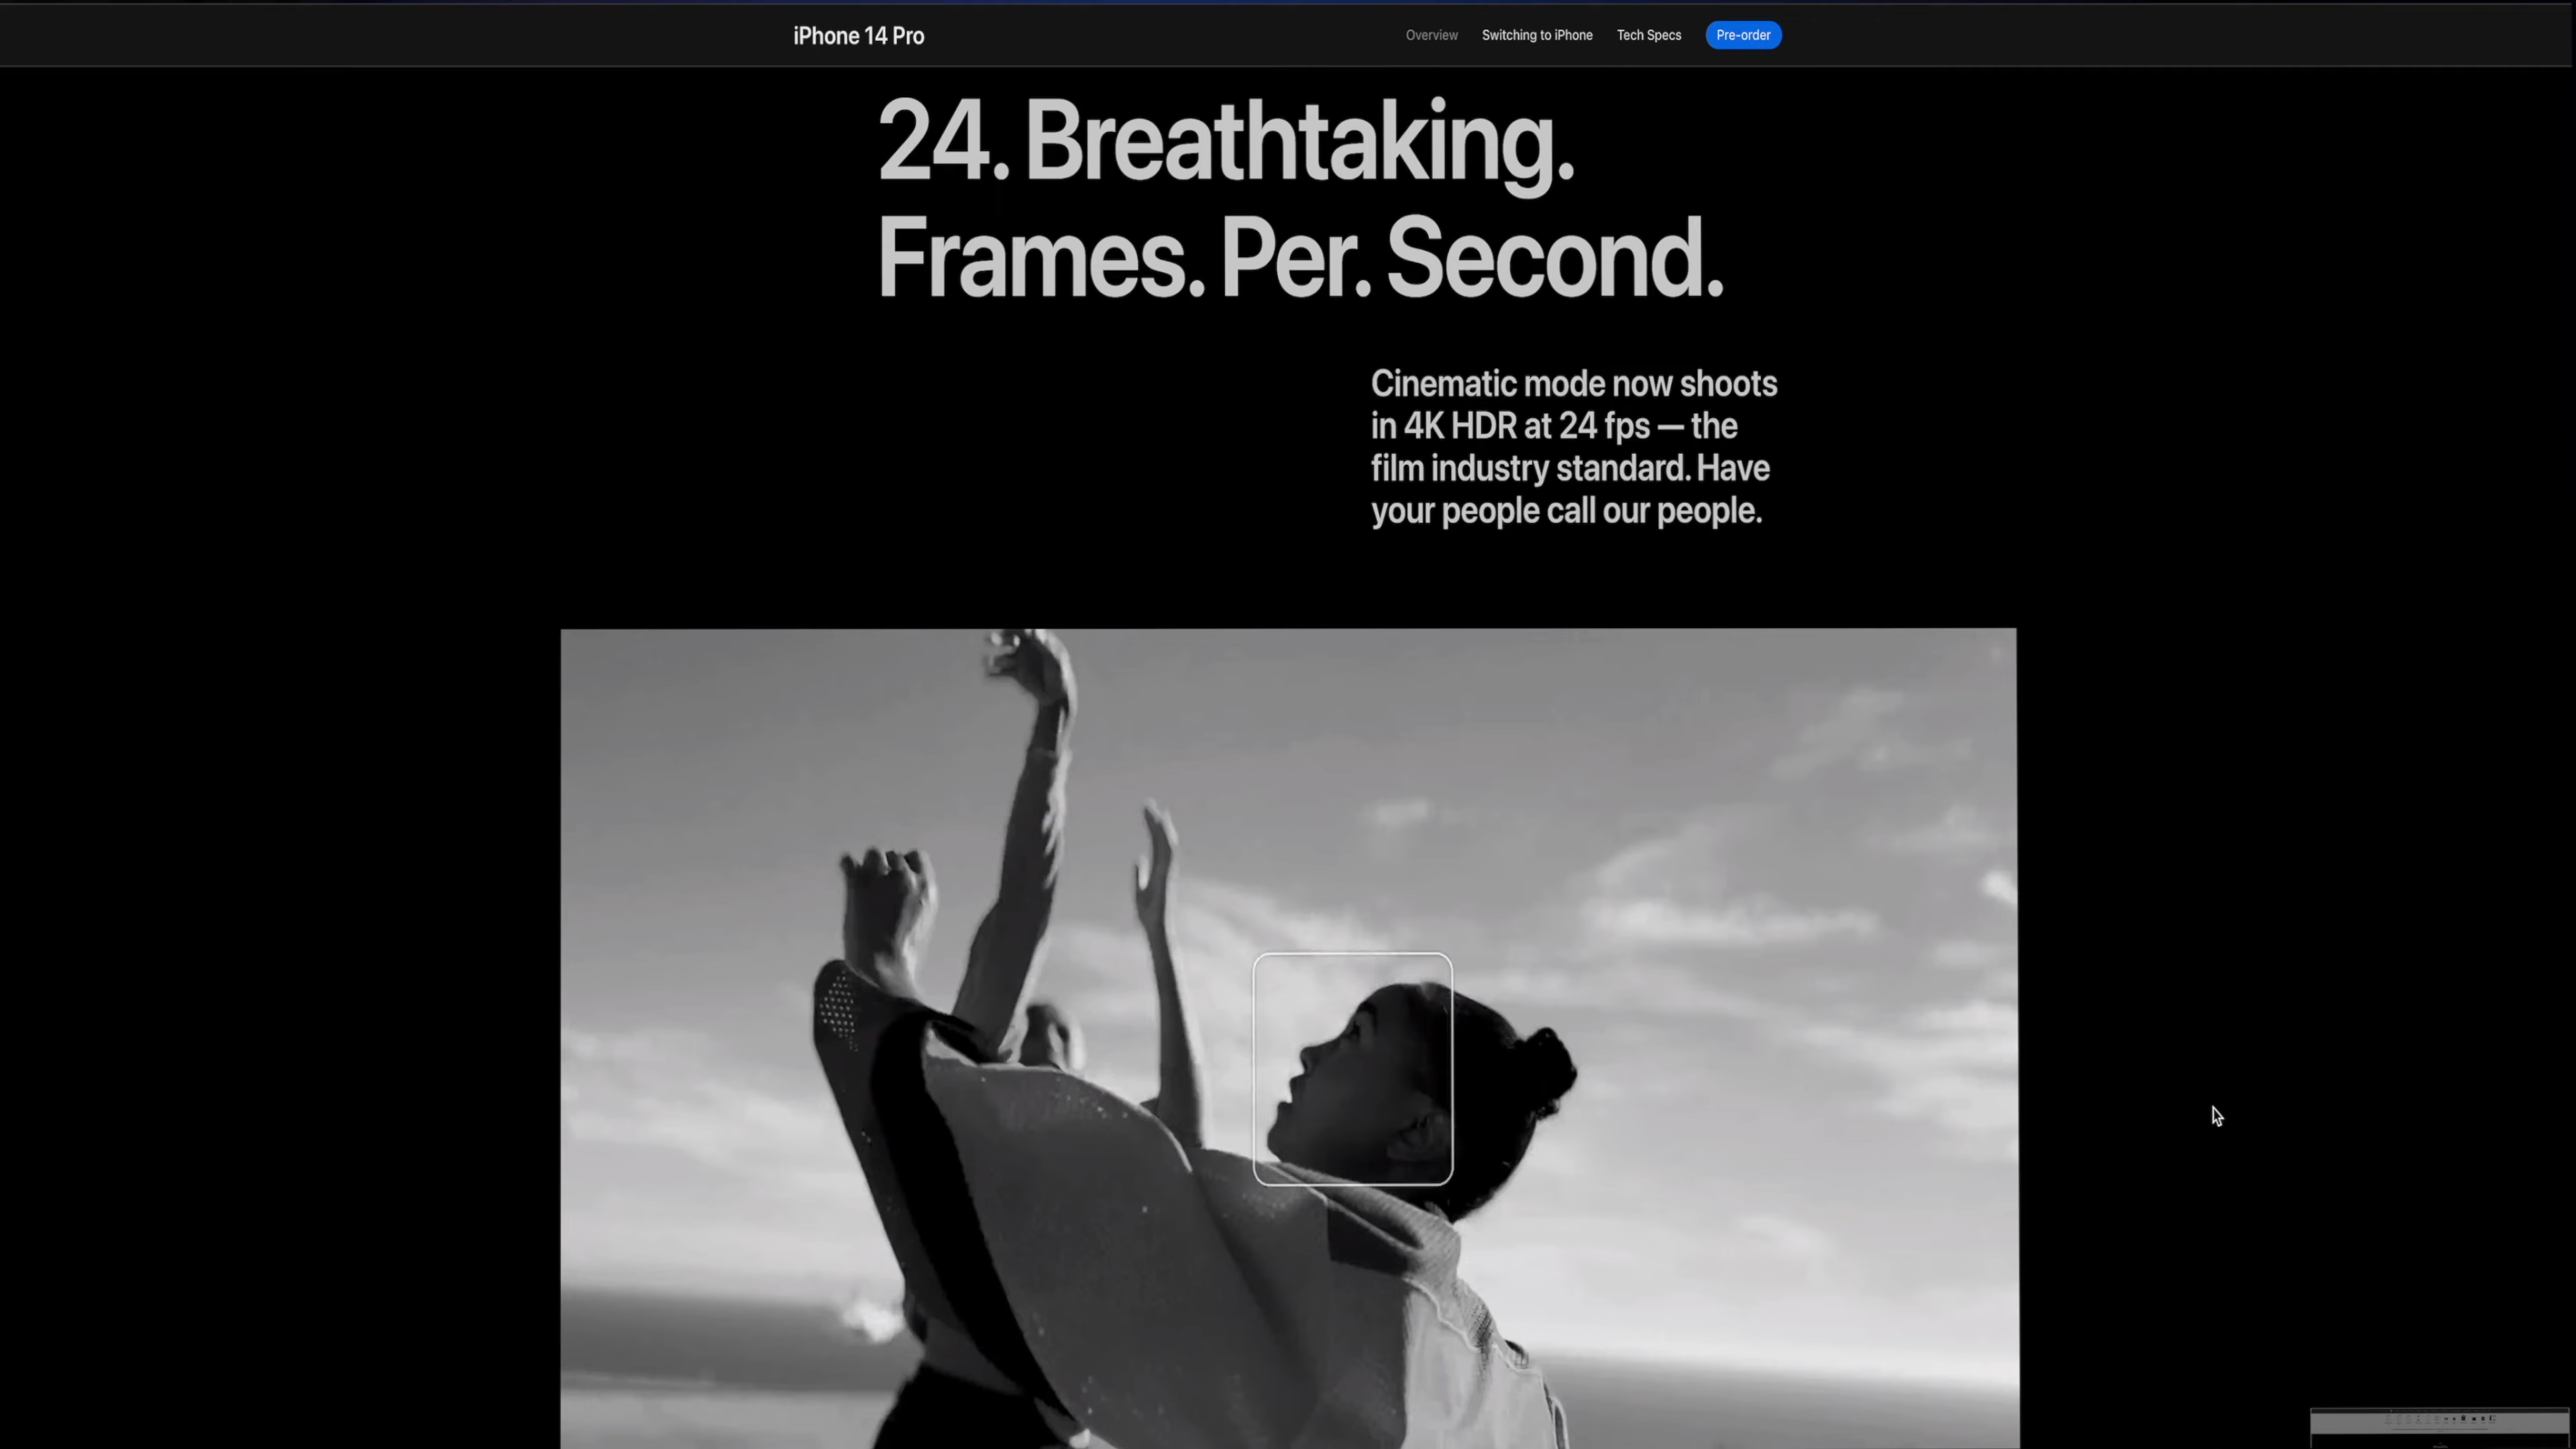 iPhone 14 Pro
Overview
Switching to iPhone
Tech Specs
Pre-order
24. Breathtaking.
Frames. Per. Second.
Cinematic mode now shoots
in 4K HDR at 24 fps — the
film industry standard. Have
your people call our people.